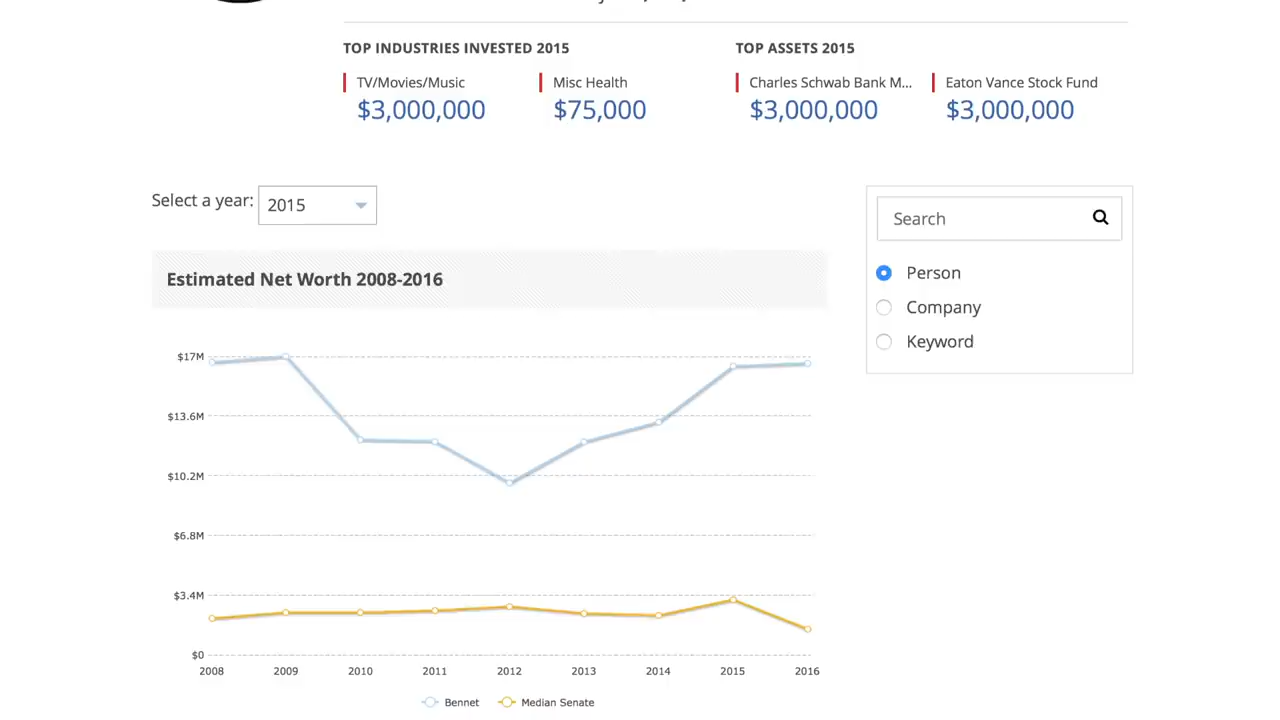 TOP INDUSTRIES INVESTED 2015
TOP ASSETS 2015
TV/Movies/Music
Misc Health
Charles Schwab Bank M...
Eaton Vance Stock Fund
$3,000,000
$75,000
$3,000,000
$3,000,000
Select a year:
2015
Search
Person
Company
Keyword
Estimated Net Worth 2008-2016
$17M
$13.6M
$10.2M
$6.8M
$3.4M
$0
2008 2009 2010 2011 2012 2013 2014 2015 2016
Bennet Median Senate